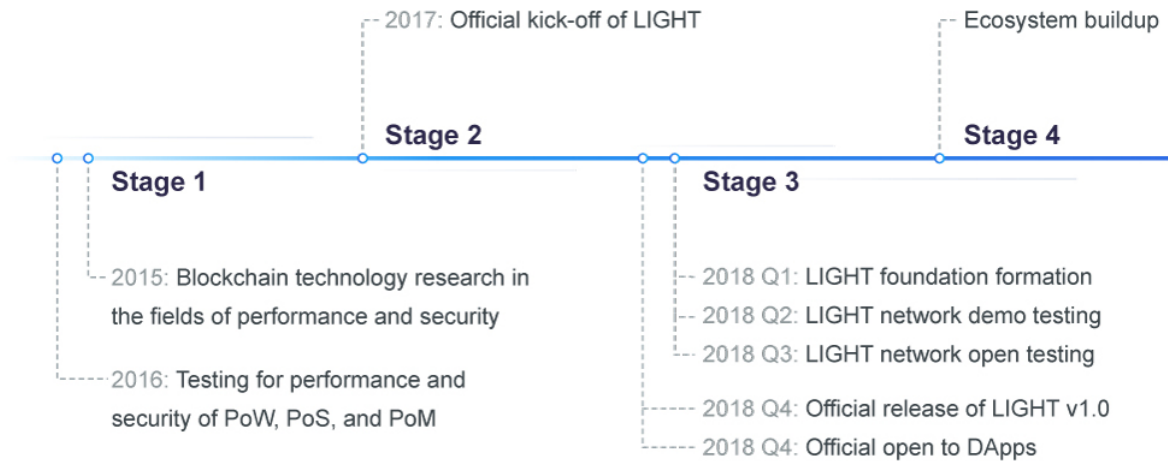 2017: Official kick-off of LIGHT
Ecosystem buildup
Stage 2
Stage 4
Stage 1
Stage 3
2015: Blockchain technology research in
the fields of performance and security
2016: Testing for performance and
security of PoW, PoS, and PoM
2018 Q1: LIGHT foundation formation
2018 Q2: LIGHT network demo testing
2018 Q3: LIGHT network open testing
2018 Q4: Official release of LIGHT v1.0
2018 Q4: Official open to DApps